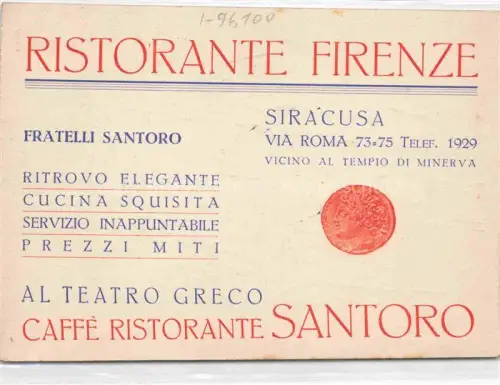 1-96100
RISTORANTE FIRENZE
FRATELLI SANTORO
SIRACUSA
VIA ROMA 73=75 TELEF. 1929
VICINO AL TEMPIO DI MINERVA
RITROVO ELEGANTE
CUCINA SQUISITA
SERVIZIO INAPPUNTABILE
PREZZI MITI
AL TEATRO GRECO
CAFFÈ RISTORANTE SANTORO